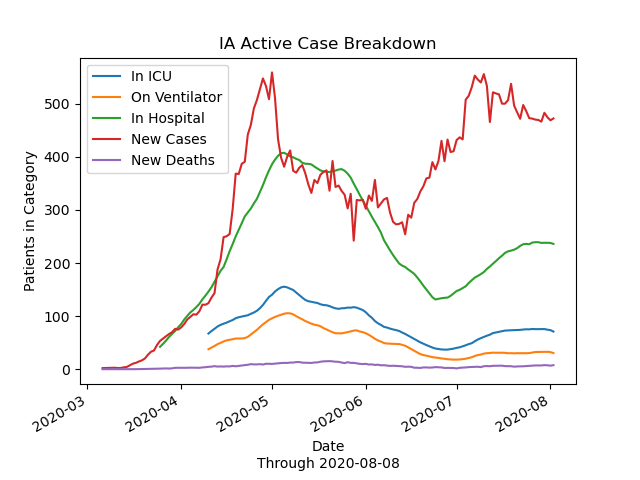 IA Active Case Breakdown
In ICU
On Ventilator
In Hospital
New Cases
New Deaths
Patients in Category
500
400
300
200
100
0
2020-03
2020-04
2020-05
2020-06
2020-07
2020-08
Date
Through 2020-08-08